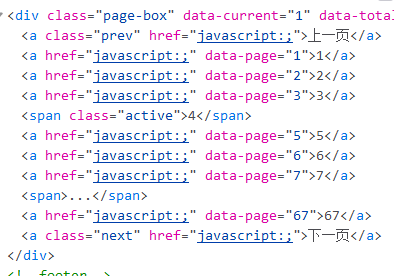 <div class="page-box" data-current="1" data-total
<a class="prev" href="javascript:;">上一页</a>
<a href="javascript:;" data-page="1">1</a>
<a href="javascript:;" data-page="2">2</a>
<a href="javascript:;" data-page="3">3</a>
<span class="active">4</span>
<a href="javascript:;" data-page="5">5</a>
<a href="javascript:;" data-page="6">6</a>
<a href="javascript:;" data-page="7">7</a>
<span>...</span>
<a href="javascript:;" data-page="67">67</a>
<a class="next" href="javascript:;">下一页</a>
</div>
<!-- footer -->